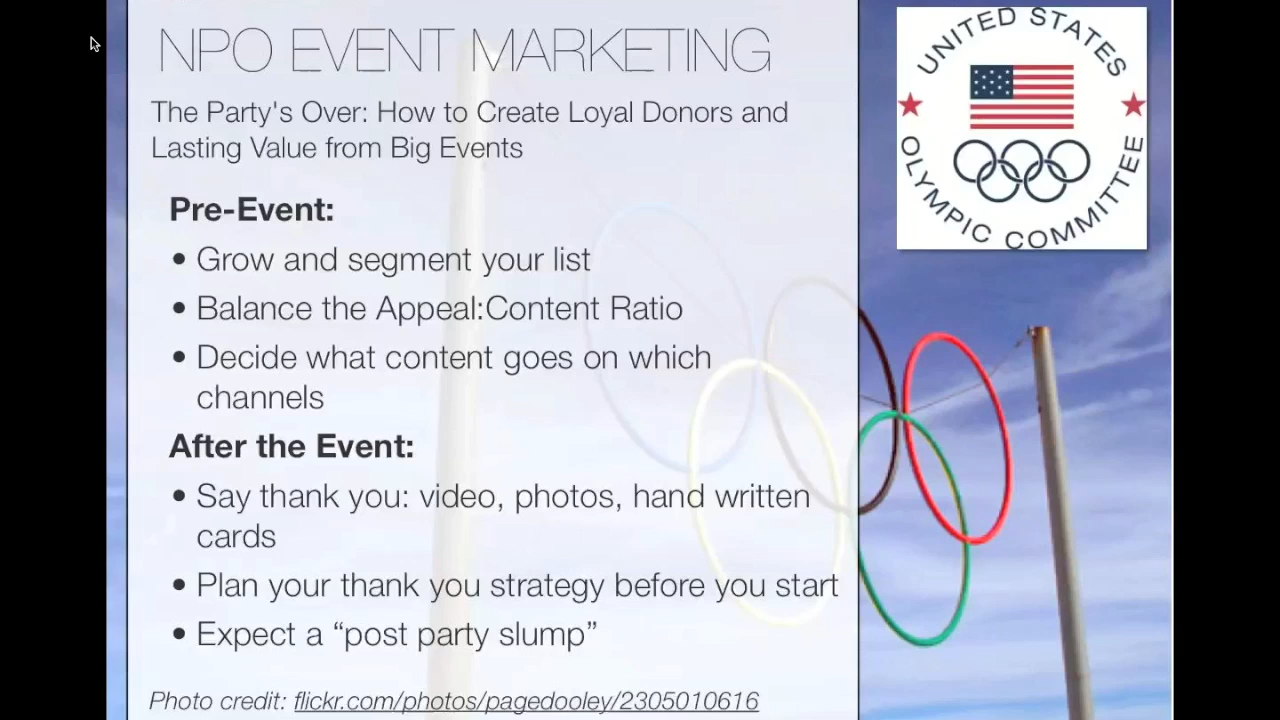 NPO EVENT MARKETING
The Party's Over: How to Create Loyal Donors and
Lasting Value from Big Events
Pre-Event:
• Grow and segment your list
• Balance the Appeal:Content Ratio
• Decide what content goes on which
channels
After the Event:
• Say thank you: video, photos, hand written
cards
• Plan your thank you strategy before you start
• Expect a “post party slump”
Photo credit: flickr.com/photos/pagedooley/2305010616
UNITED STATES
OLYMPIC COMMITTEE